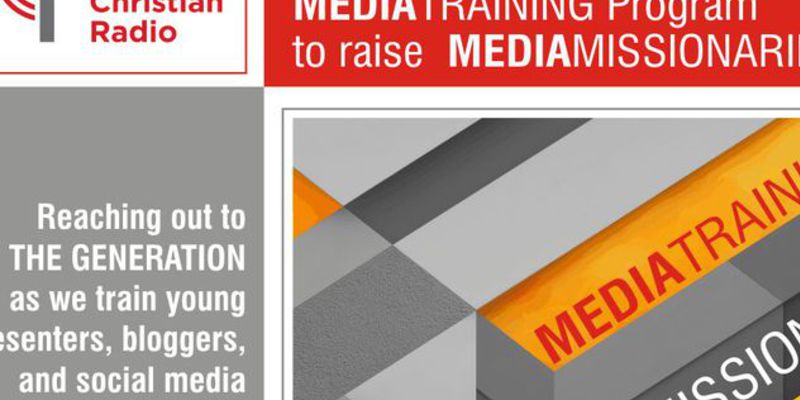 Christian
Radio
MEDIATRAINING Program
to raise MEDIAMISSIONARI
Reaching out to
THE GENERATION
as we train young
esenters, bloggers,
and social media
MEDIATRAINI
ISSION